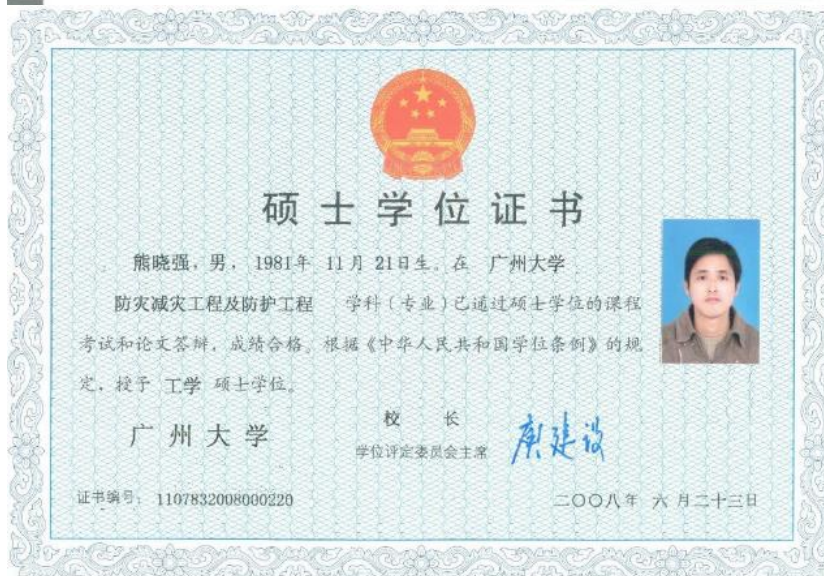 硕士学位证书
熊晓强，男，1981年 11月 21日生。在 广州大学
防灾减灾工程及防护工程 学科（专业）已通过硕士学位的课程
考试和论文答辩，成绩合格。根据《中华人民共和国学位条例》的规
定，授予 工学 硕士学位。
广州大学
校 长
学位评定委员会主席
庾建设
证书编号：1107832008000220
二〇〇八年 六月二十三日